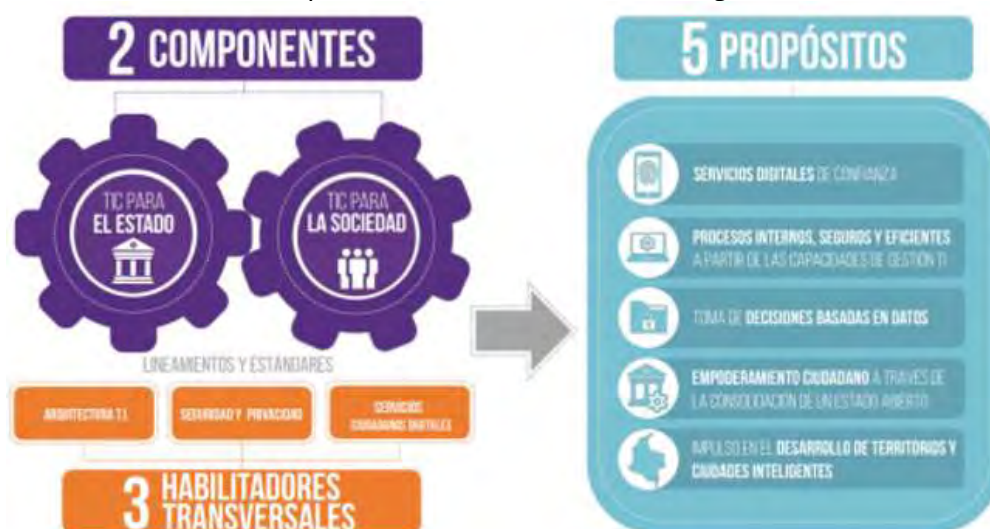 2 COMPONENTES
TIC PARA
EL ESTADO
TIC PARA
LA SOCIEDAD
LINEAMIENTOS Y ESTÁNDARES
ARQUITECTURA T.I.
SEGURIDAD Y PRIVACIDAD
SERVICIOS
CIUDADANOS DIGITALES
3 HABILITADORES
TRANSVERSALES
5 PROPÓSITOS
SERVICIOS DIGITALES DE CONFIANZA
PROCESOS INTERNOS, SEGUROS Y EFICIENTES
A PARTIR DE LAS CAPACIDADES DE GESTIÓN TI
TOMA DE DECISIONES BASADAS EN DATOS
EMPODERAMIENTO CIUDADANO A TRAVÉS DE
LA CONSOLIDACIÓN DE UN ESTADO ABIERTO
IMPULSO EN EL DESARROLLO DE TERRITORIOS Y
CIUDADES INTELIGENTES